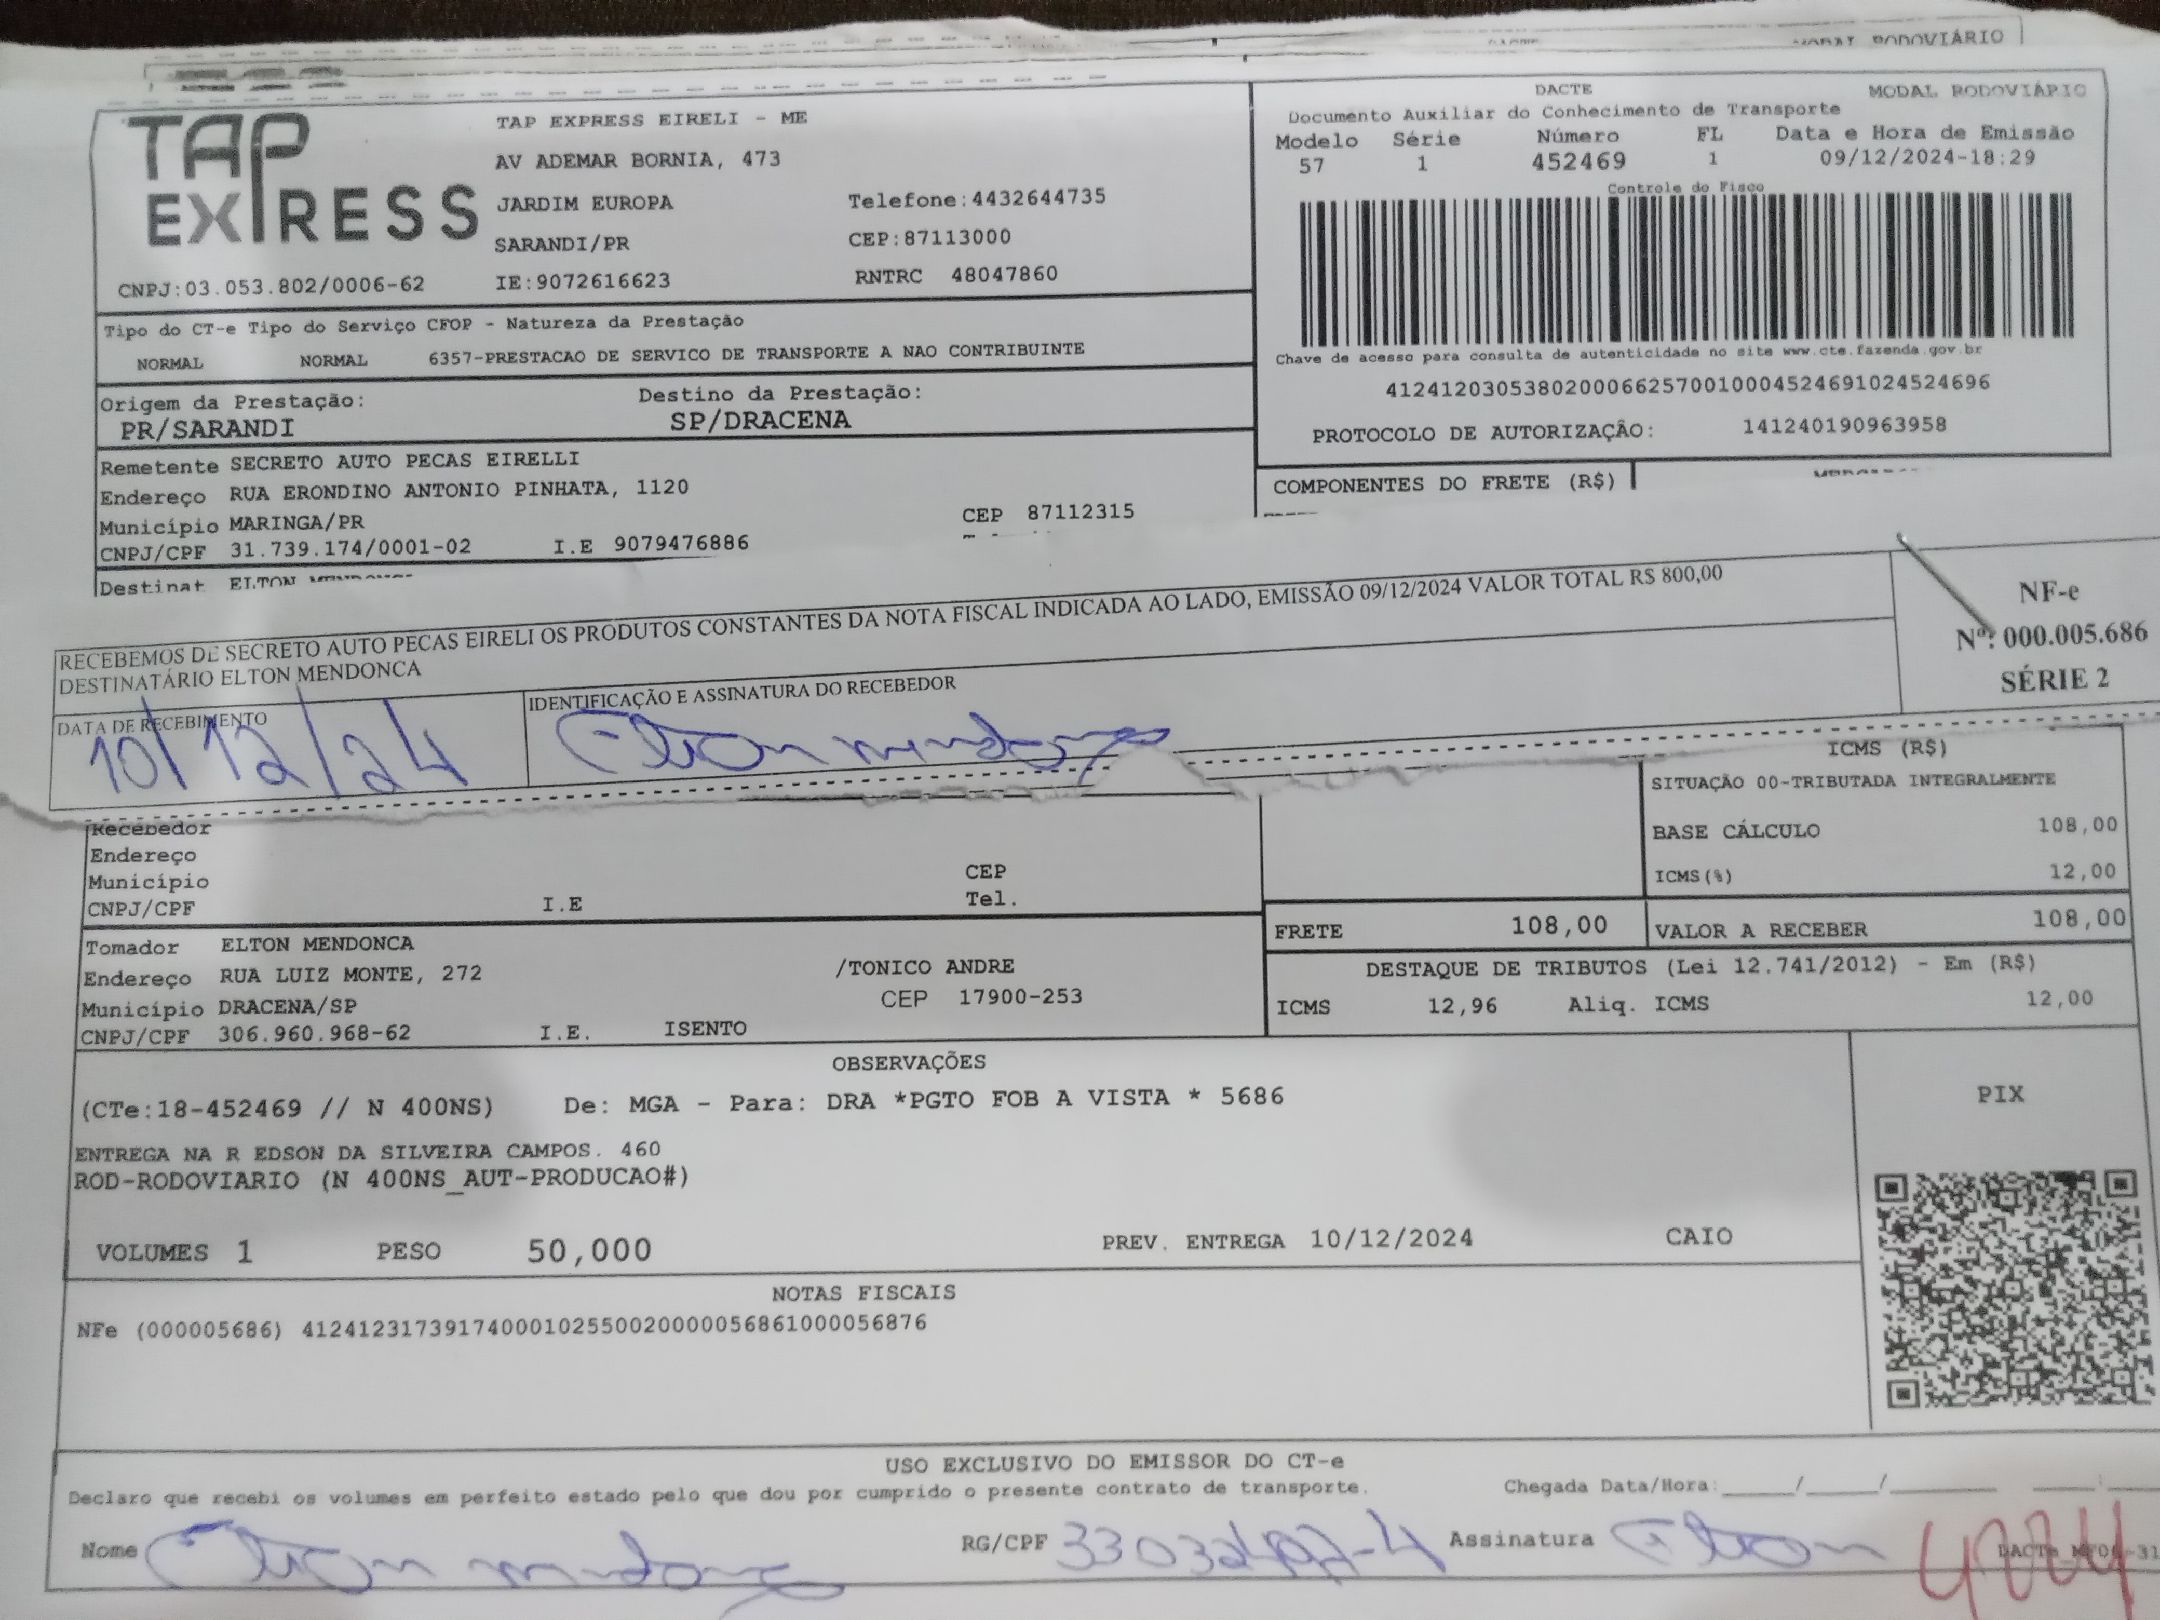 MODAL RODOVIÁRIO
TAP EXPRESS
TAP EXPRESS EIRELI - ME
AV ADEMAR BORNIA, 473
JARDIM EUROPA Telefone:4432644735
SARANDI/PR CEP:87113000
CNPJ:03.053.802/0006-62 IE:9072616623 RNTRC 48047860
DACTE MODAL RODOVIÁRIO
Documento Auxiliar do Conhecimento de Transporte
Modelo Série Número FL Data e Hora de Emissão
57 1 452469 1 09/12/2024-18:29
Controle do Fisco
Chave de acesso para consulta de autenticidade no site www.cte.fazenda.gov.br
41241203053802000662570010004524691024524696
PROTOCOLO DE AUTORIZAÇÃO: 141240190963958
Tipo do CT-e Tipo do Serviço CFOP - Natureza da Prestação
NORMAL NORMAL 6357-PRESTACAO DE SERVICO DE TRANSPORTE A NAO CONTRIBUINTE
Origem da Prestação: Destino da Prestação:
PR/SARANDI SP/DRACENA
Remetente SECRETO AUTO PECAS EIRELLI
Endereço RUA ERONDINO ANTONIO PINHATA, 1120
Município MARINGA/PR CEP 87112315
CNPJ/CPF 31.739.174/0001-02 I.E 9079476886
Destinat ELTON MENDONCA
COMPONENTES DO FRETE (R$)
RECEBEMOS DE SECRETO AUTO PECAS EIRELI OS PRODUTOS CONSTANTES DA NOTA FISCAL INDICADA AO LADO, EMISSÃO 09/12/2024 VALOR TOTAL R$ 800,00
DESTINATÁRIO ELTON MENDONCA
NF-e
Nº: 000.005.686
SÉRIE 2
DATA DE RECEBIMENTO IDENTIFICAÇÃO E ASSINATURA DO RECEBEDOR
10/12/24 Elton mendonça
Recebedor
Endereço
Município CEP
CNPJ/CPF I.E Tel.
ICMS (R$)
SITUAÇÃO 00-TRIBUTADA INTEGRALMENTE
BASE CÁLCULO 108,00
ICMS(%) 12,00
FRETE 108,00 VALOR A RECEBER 108,00
Tomador ELTON MENDONCA
Endereço RUA LUIZ MONTE, 272 /TONICO ANDRE
Município DRACENA/SP CEP 17900-253
CNPJ/CPF 306.960.968-62 I.E. ISENTO
DESTAQUE DE TRIBUTOS (Lei 12.741/2012) - Em (R$)
ICMS 12,96 Aliq. ICMS 12,00
OBSERVAÇÕES
(CTe:18-452469 // N 400NS) De: MGA - Para: DRA *PGTO FOB A VISTA * 5686
ENTREGA NA R EDSON DA SILVEIRA CAMPOS. 460
ROD-RODOVIARIO (N 400NS_AUT-PRODUCAO#)
VOLUMES 1 PESO 50,000 PREV. ENTREGA 10/12/2024 CAIO
PIX
NOTAS FISCAIS
NFe (000005686) 41241231739174000102550020000056861000056876
USO EXCLUSIVO DO EMISSOR DO CT-e
Declaro que recebi os volumes em perfeito estado pelo que dou por cumprido o presente contrato de transporte. Chegada Data/Hora:_____/_____/________ ____:
Nome Elton mendonça RG/CPF Assinatura Elton